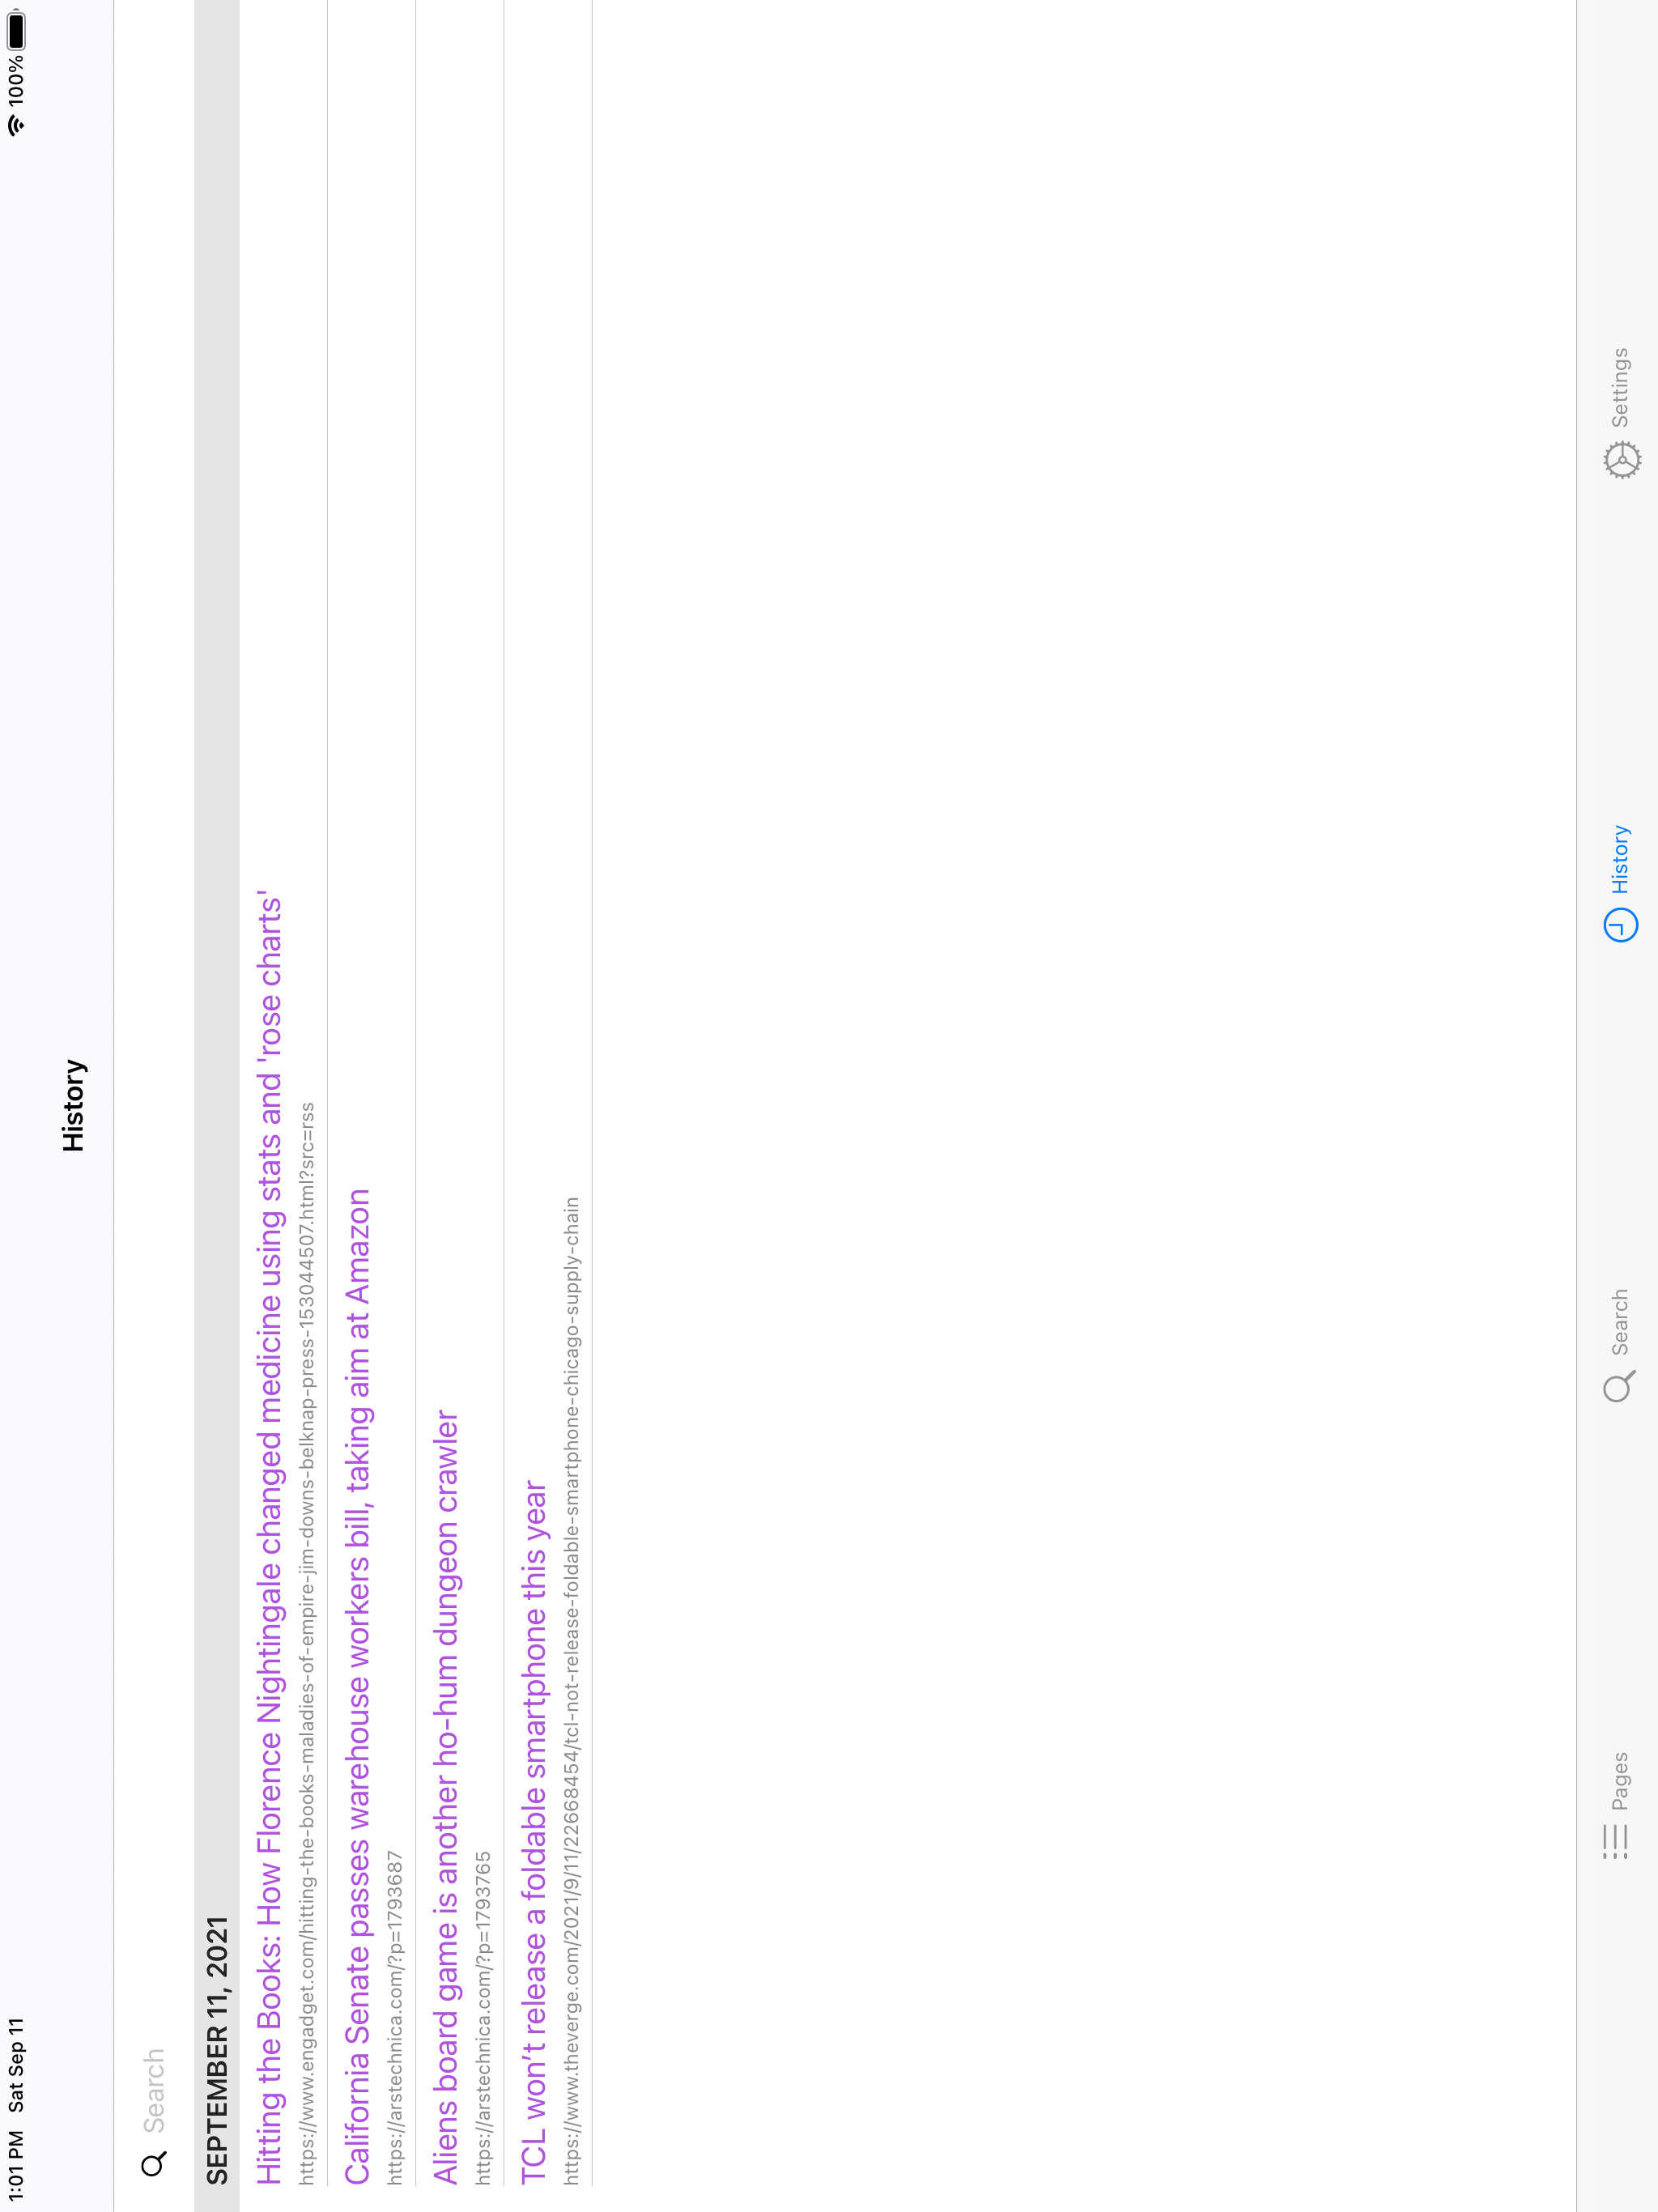 1:01 PM Sat Sep 11
100%
History
Search
SEPTEMBER 11, 2021
Hitting the Books: How Florence Nightingale changed medicine using stats and 'rose charts'
https://www.engadget.com/hitting-the-books-maladies-of-empire-jim-downs-belknap-press-153044507.html?src=rss
California Senate passes warehouse workers bill, taking aim at Amazon
https://arstechnica.com/?p=1793687
Aliens board game is another ho-hum dungeon crawler
https://arstechnica.com/?p=1793765
TCL won’t release a foldable smartphone this year
https://www.theverge.com/2021/9/11/22668454/tcl-not-release-foldable-smartphone-chicago-supply-chain
Pages
Search
History
Settings